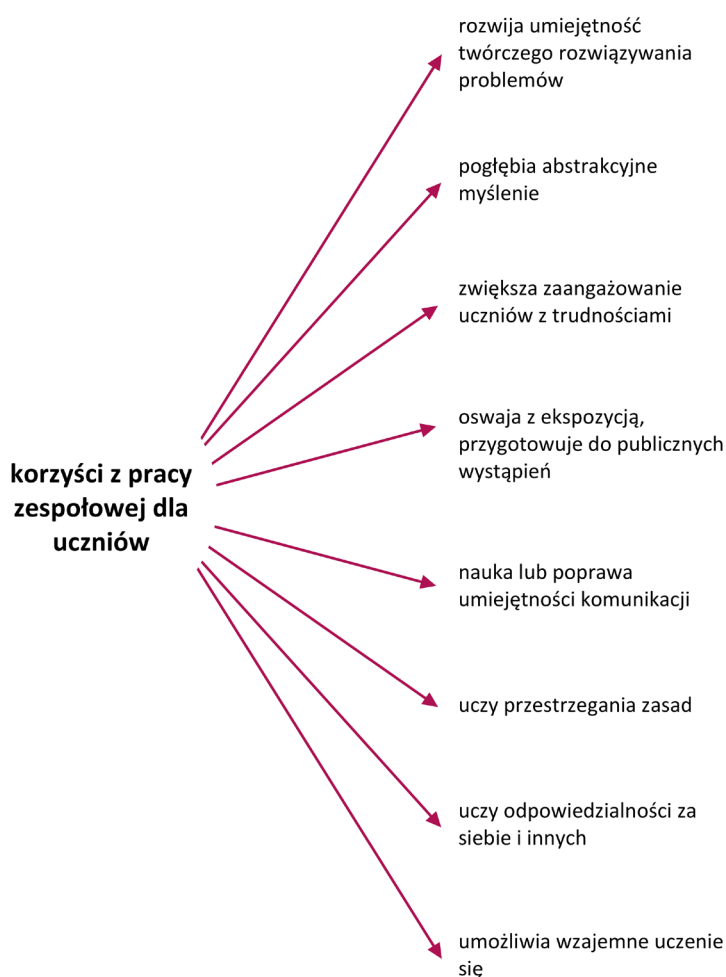 rozwija umiejętność
twórczego rozwiązywania
problemów
pogłębia abstrakcyjne
myślenie
zwiększa zaangażowanie
uczniów z trudnościami
oswaja z ekspozycją,
przygotowuje do publicznych
wystąpień
korzyści z pracy
zespołowej dla
uczniów
nauka lub poprawa
umiejętności komunikacji
uczy przestrzegania zasad
uczy odpowiedzialności za
siebie i innych
umożliwia wzajemne uczenie
się